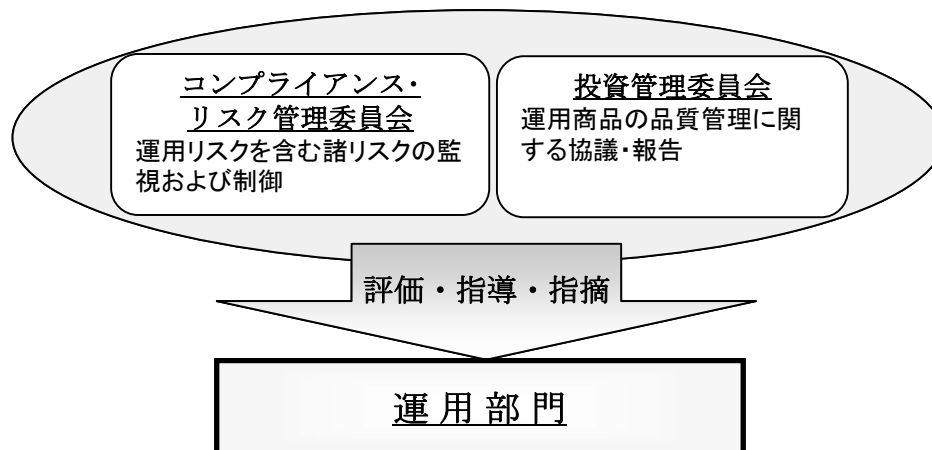 コンプライアンス・
リスク管理委員会
運用リスクを含む諸リスクの監
視および制御
投資管理委員会
運用商品の品質管理に関
する協議・報告
評価・指導・指摘
運 用 部 門